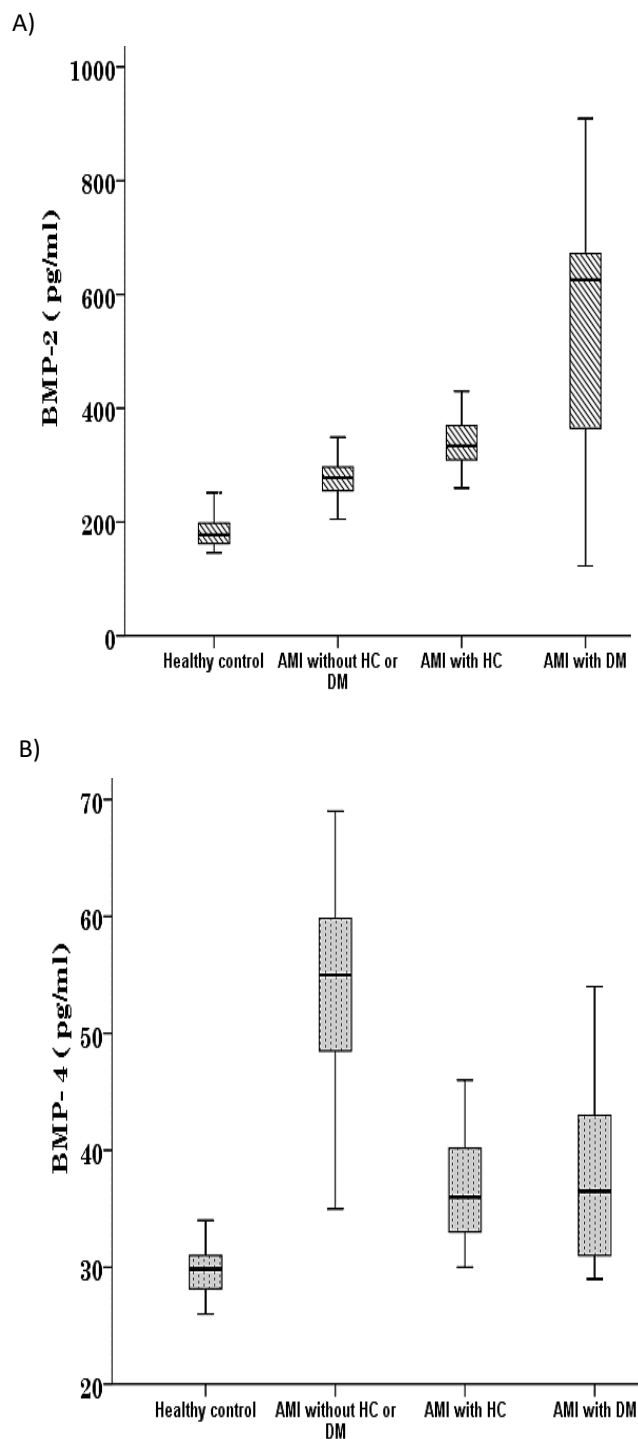 A)
1000
800
600
400
200
0
BMP-2 ( pg/ml)
Healthy control
AMI without HC or
DM
AMI with HC
AMI with DM
B)
70
60
50
40
30
20
BMP- 4 ( pg/ml)
Healthy control
AMI without HC or
DM
AMI with HC
AMI with DM